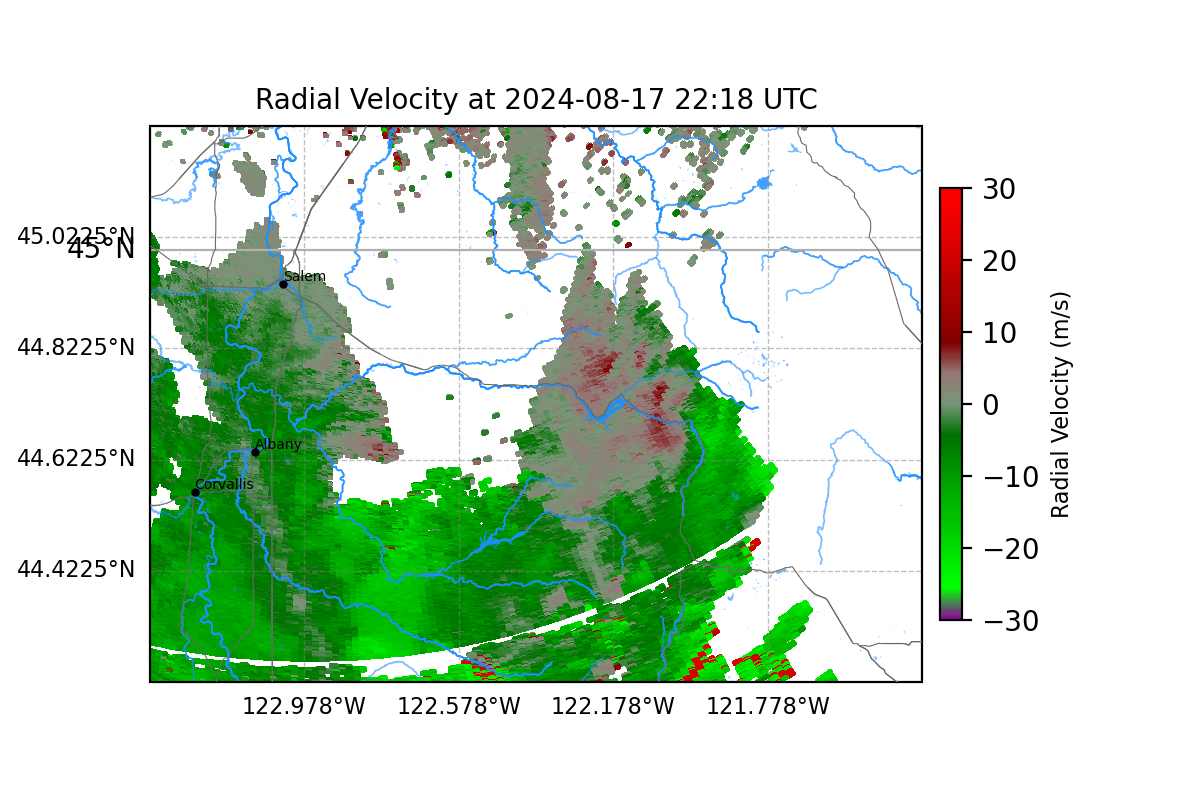 Radial Velocity at 2024-08-17 22:18 UTC
45.0225°N
45°N
44.8225°N
44.6225°N
44.4225°N
Salem
Albany
Corvallis
122.978°W 122.578°W 122.178°W 121.778°W
30
20
10
0
−10
−20
−30
Radial Velocity (m/s)